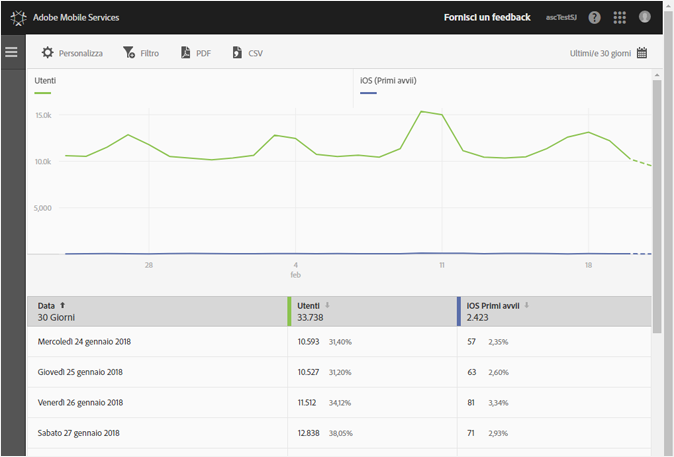 Adobe Mobile Services
Fornisci un feedback
ascTestSJ
?
Personalizza
Filtro
PDF
CSV
Ultimi/e 30 giorni
Utenti
iOS (Primi avvii)
15.0k
10.0k
5,000
28
4
feb
11
18
Data
30 Giorni
Utenti
33.738
iOS Primi avvii
2.423
Mercoledì 24 gennaio 2018 10.593 31,40% 57 2,35%
Giovedì 25 gennaio 2018 10.527 31,20% 63 2,60%
Venerdì 26 gennaio 2018 11.512 34,12% 81 3,34%
Sabato 27 gennaio 2018 12.838 38,05% 71 2,93%